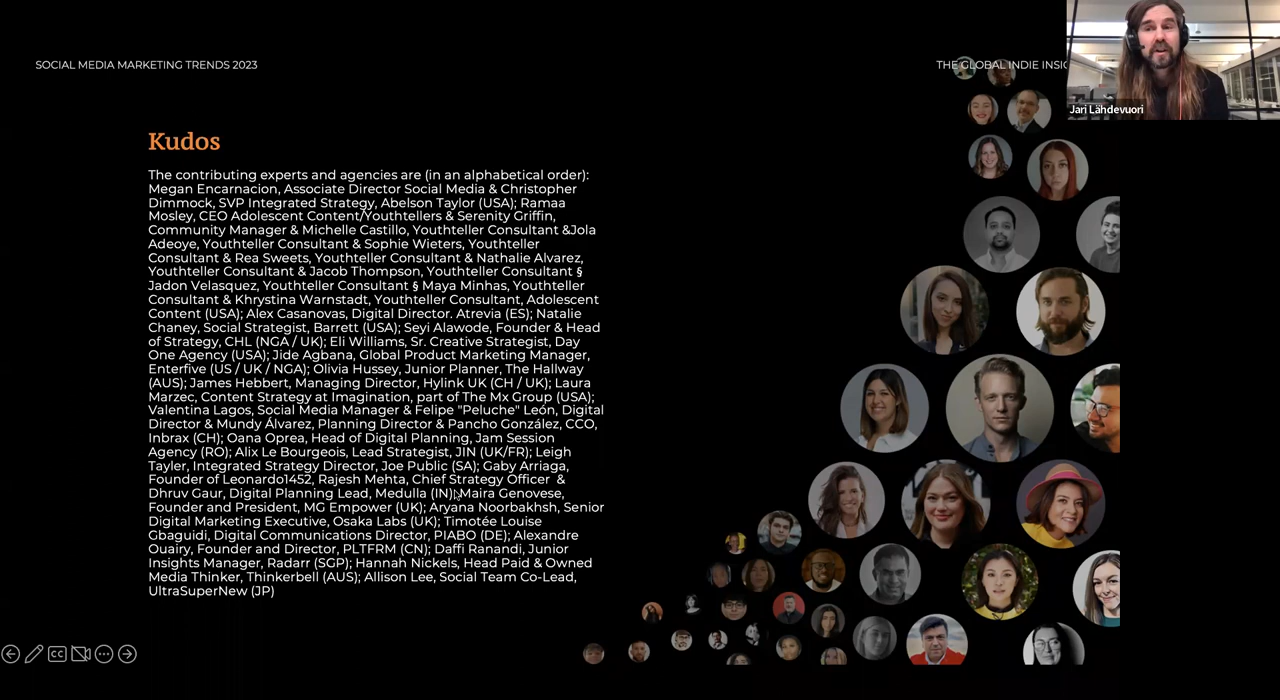 SOCIAL MEDIA MARKETING TRENDS 2023
THE GLOBAL INDIE
Jari Lähdevuori
Kudos
The contributing experts and agencies are (in an alphabetical order):
Megan Encarnacion, Associate Director Social Media & Christopher
Dimmock, SVP Integrated Strategy, Abelson Taylor (USA); Ramaa
Mosley, CEO Adolescent Content/Youthtellers & Serenity Griffin,
Community Manager & Michelle Castillo, Youthteller Consultant &Jola
Adeoye, Youthteller Consultant & Sophie Wieters, Youthteller
Consultant & Rea Sweets, Youthteller Consultant & Nathalie Alvarez,
Youthteller Consultant & Jacob Thompson, Youthteller Consultant §
Jadon Velasquez, Youthteller Consultant § Maya Minhas, Youthteller
Consultant & Khrystina Warnstadt, Youthteller Consultant, Adolescent
Content (USA); Alex Casanovas, Digital Director. Atrevia (ES); Natalie
Chaney, Social Strategist, Barrett (USA); Seyi Alawode, Founder & Head
of Strategy, CHL (NGA / UK); Eli Williams, Sr. Creative Strategist, Day
One Agency (USA); Jide Agbana, Global Product Marketing Manager,
Enterfive (US / UK / NGA); Olivia Hussey, Junior Planner, The Hallway
(AUS); James Hebbert, Managing Director, Hylink UK (CH / UK); Laura
Marzec, Content Strategy at Imagination, part of The Mx Group (USA);
Valentina Lagos, Social Media Manager & Felipe "Peluche" León, Digital
Director & Mundy Álvarez, Planning Director & Pancho González, CCO,
Inbrax (CH); Oana Oprea, Head of Digital Planning, Jam Session
Agency (RO); Alix Le Bourgeois, Lead Strategist, JIN (UK/FR); Leigh
Taylor, Integrated Strategy Director, Joe Public (SA); Gaby Arriaga,
Founder of Leonardo1452, Rajesh Mehta, Chief Strategy Officer &
Dhruv Gaur, Digital Planning Lead, Medulla (IN); Maira Genovese,
Founder and President, MG Empower (UK); Aryana Noorbakhsh, Senior
Digital Marketing Executive, Osaka Labs (UK); Timotée Louise
Gbaguidi, Digital Communications Director, PIABO (DE); Alexandre
Ouairy, Founder and Director, PLTFRM (CN); Daffi Ranandi, Junior
Insights Manager, Radarr (SGP); Hannah Nickels, Head Paid & Owned
Media Thinker, Thinkerbell (AUS); Allison Lee, Social Team Co-Lead,
UltraSuperNew (JP)
CC